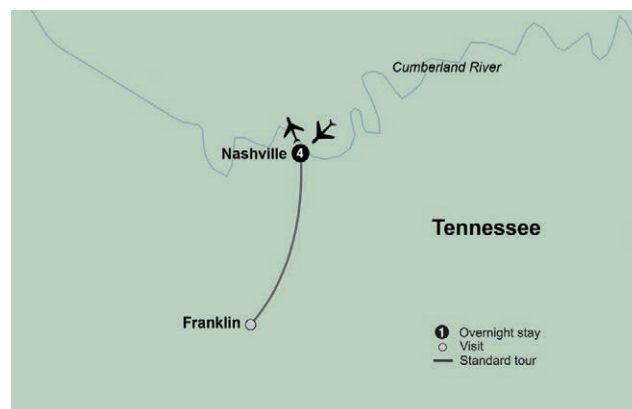 Cumberland River
Nashville 4
Tennessee
Franklin
1 Overnight stay
Visit
Standard tour